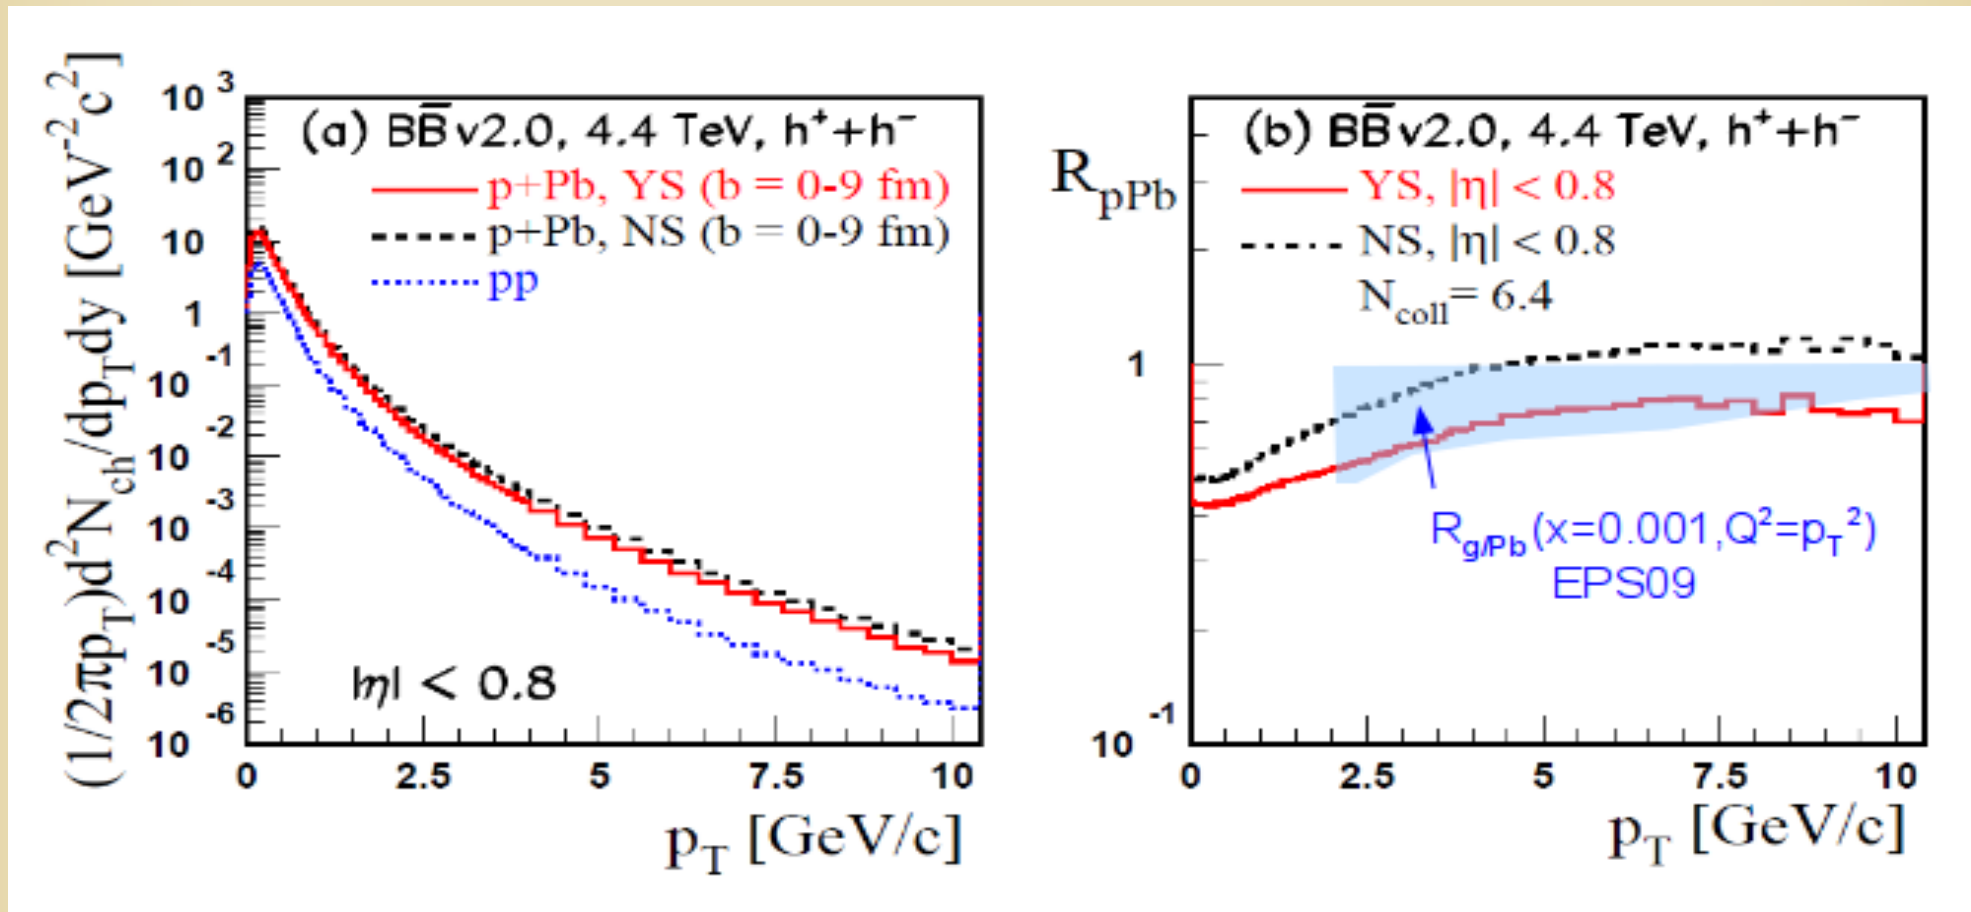 (1/2πp_T)d²N_ch/dp_Tdy [GeV⁻²c²]
10³
10²
10
1
10⁻¹
10⁻²
10⁻³
10⁻⁴
10⁻⁵
10⁻⁶
(a) BB̅ v2.0, 4.4 TeV, h⁺+h⁻
p+Pb, YS (b = 0-9 fm)
p+Pb, NS (b = 0-9 fm)
pp
|η| < 0.8
0 2.5 5 7.5 10
p_T [GeV/c]
R_pPb
1
10⁻¹
(b) BB̅ v2.0, 4.4 TeV, h⁺+h⁻
YS, |η| < 0.8
NS, |η| < 0.8
N_coll= 6.4
R_g/Pb(x=0.001,Q²=p_T²)
EPS09
0 2.5 5 7.5 10
p_T [GeV/c]